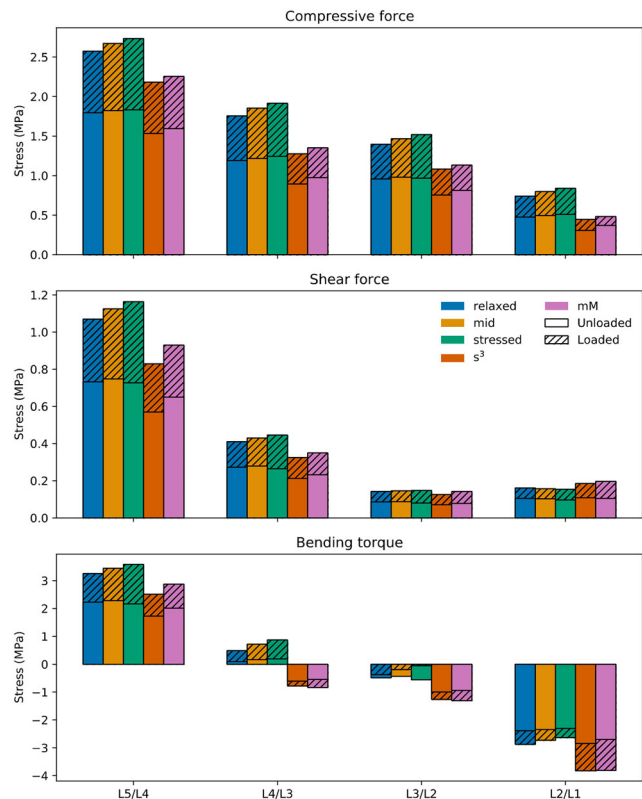 Compressive force
Stress (MPa)
2.5
2.0
1.5
1.0
0.5
0.0
Shear force
Stress (MPa)
1.2
1.0
0.8
0.6
0.4
0.2
0.0
relaxed
mid
stressed
s³
mM
Unloaded
Loaded
Bending torque
Stress (MPa)
3
2
1
0
−1
−2
−3
−4
L5/L4 L4/L3 L3/L2 L2/L1